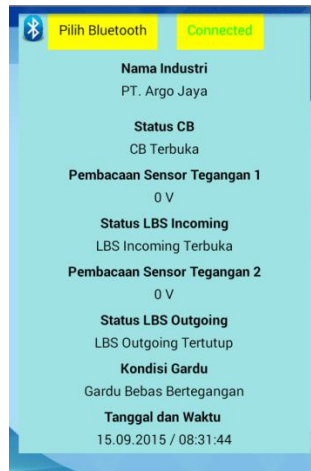 Pilih Bluetooth Connected
Nama Industri
PT. Argo Jaya
Status CB
CB Terbuka
Pembacaan Sensor Tegangan 1
0 V
Status LBS Incoming
LBS Incoming Terbuka
Pembacaan Sensor Tegangan 2
0 V
Status LBS Outgoing
LBS Outgoing Tertutup
Kondisi Gardu
Gardu Bebas Bertegangan
Tanggal dan Waktu
15.09.2015 / 08:31:44